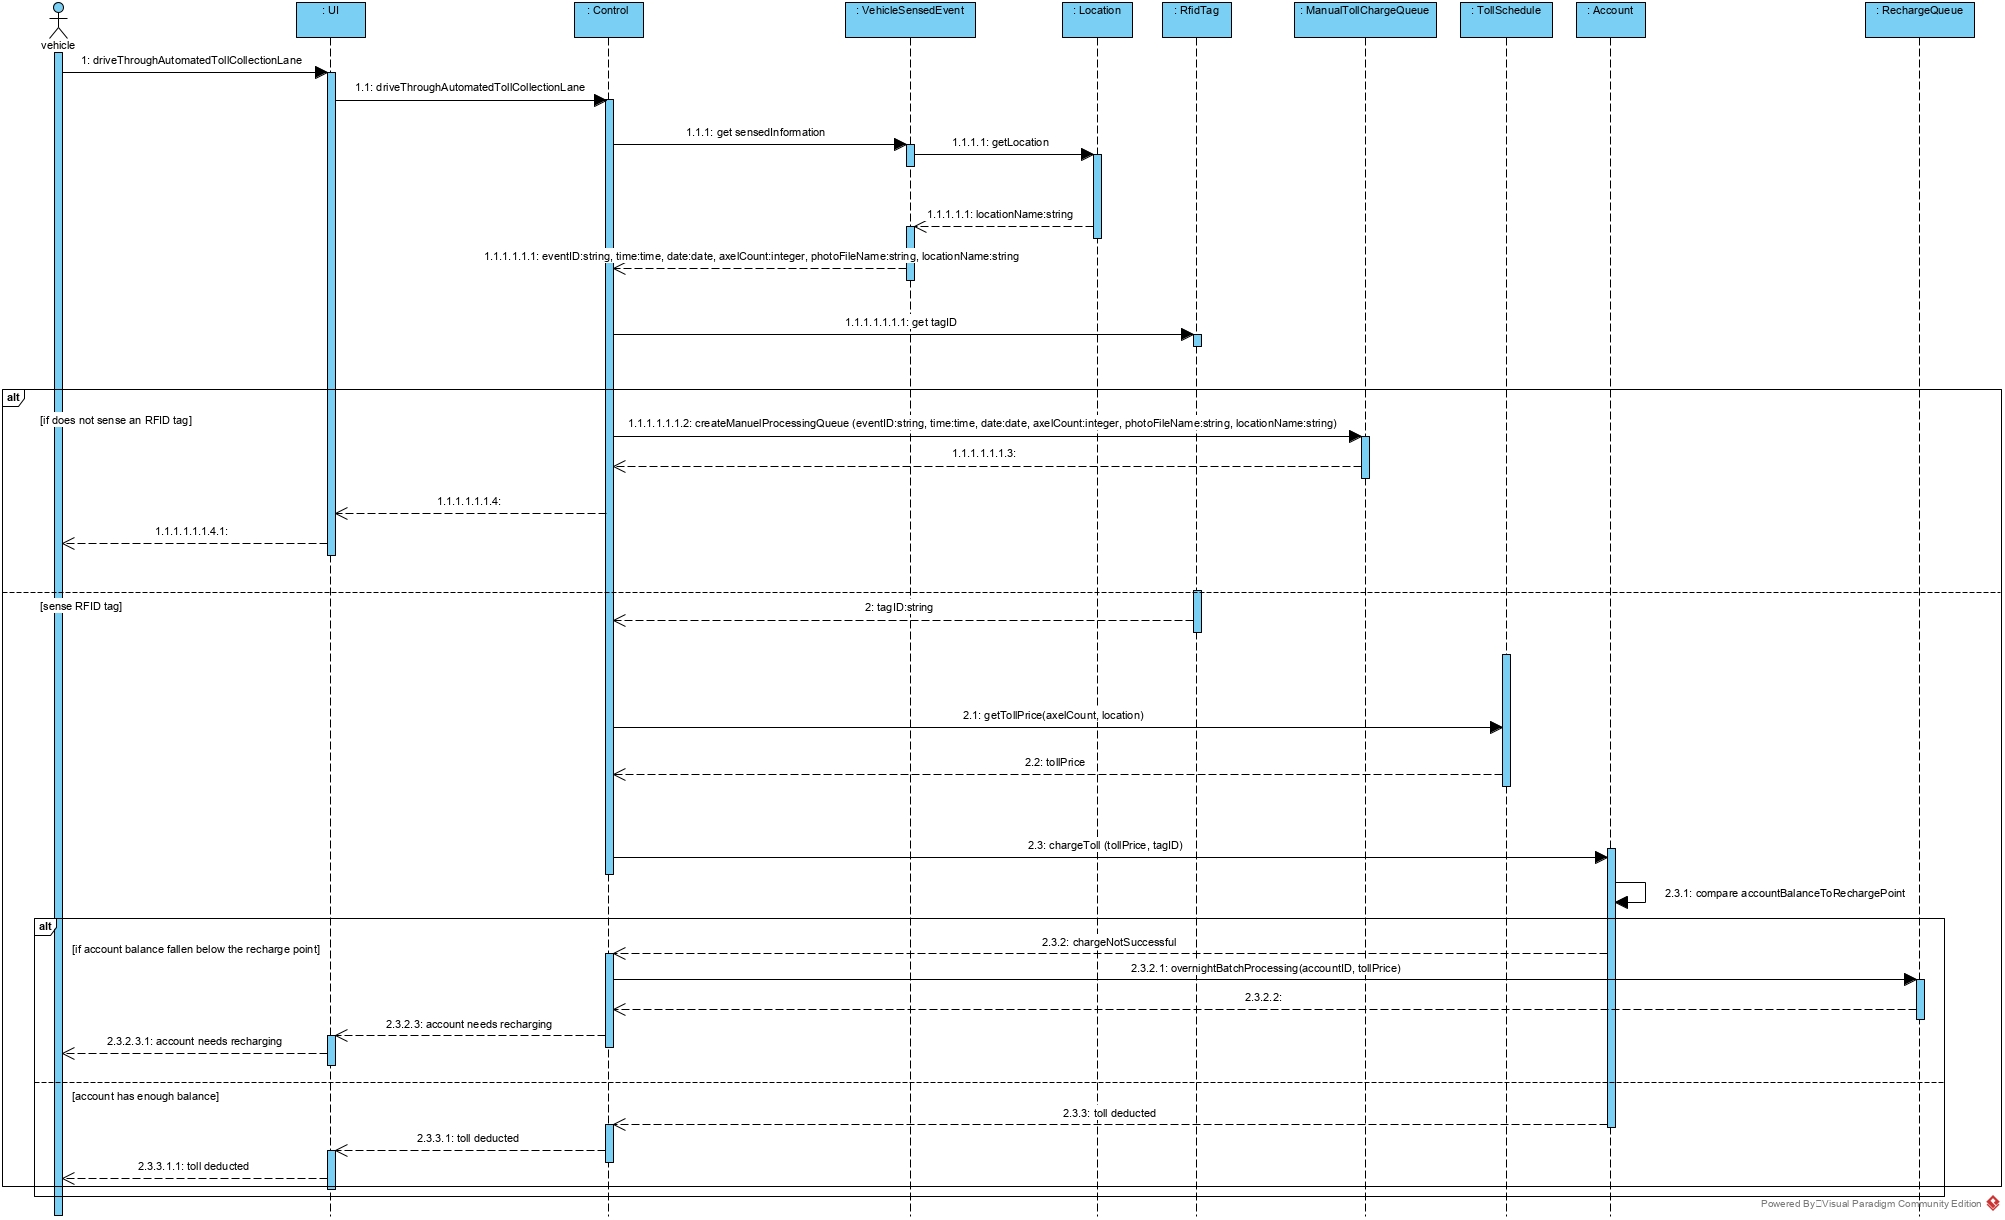 vehicle
: UI
: Control
: VehicleSensedEvent
: Location
: RfidTag
: ManualTollChargeQueue
: TollSchedule
: Account
: RechargeQueue
1: driveThroughAutomatedTollCollectionLane
1.1: driveThroughAutomatedTollCollectionLane
1.1.1: get sensedInformation
1.1.1.1: getLocation
1.1.1.1.1: locationName:string
1.1.1.1.1.1: eventID:string, time:time, date:date, axelCount:integer, photoFileName:string, locationName:string
1.1.1.1.1.1.1: get tagID
alt
[if does not sense an RFID tag]
1.1.1.1.1.1.2: createManuelProcessingQueue (eventID:string, time:time, date:date, axelCount:integer, photoFileName:string, locationName:string)
1.1.1.1.1.1.3:
1.1.1.1.1.1.4:
1.1.1.1.1.1.4.1:
[sense RFID tag]
2: tagID:string
2.1: getTollPrice(axelCount, location)
2.2: tollPrice
2.3: chargeToll (tollPrice, tagID)
2.3.1: compare accountBalanceToRechargePoint
alt
[if account balance fallen below the recharge point]
2.3.2: chargeNotSuccessful
2.3.2.1: overnightBatchProcessing(accountID, tollPrice)
2.3.2.2:
2.3.2.3: account needs recharging
2.3.2.3.1: account needs recharging
[account has enough balance]
2.3.3: toll deducted
2.3.3.1: toll deducted
2.3.3.1.1: toll deducted
Powered By Visual Paradigm Community Edition